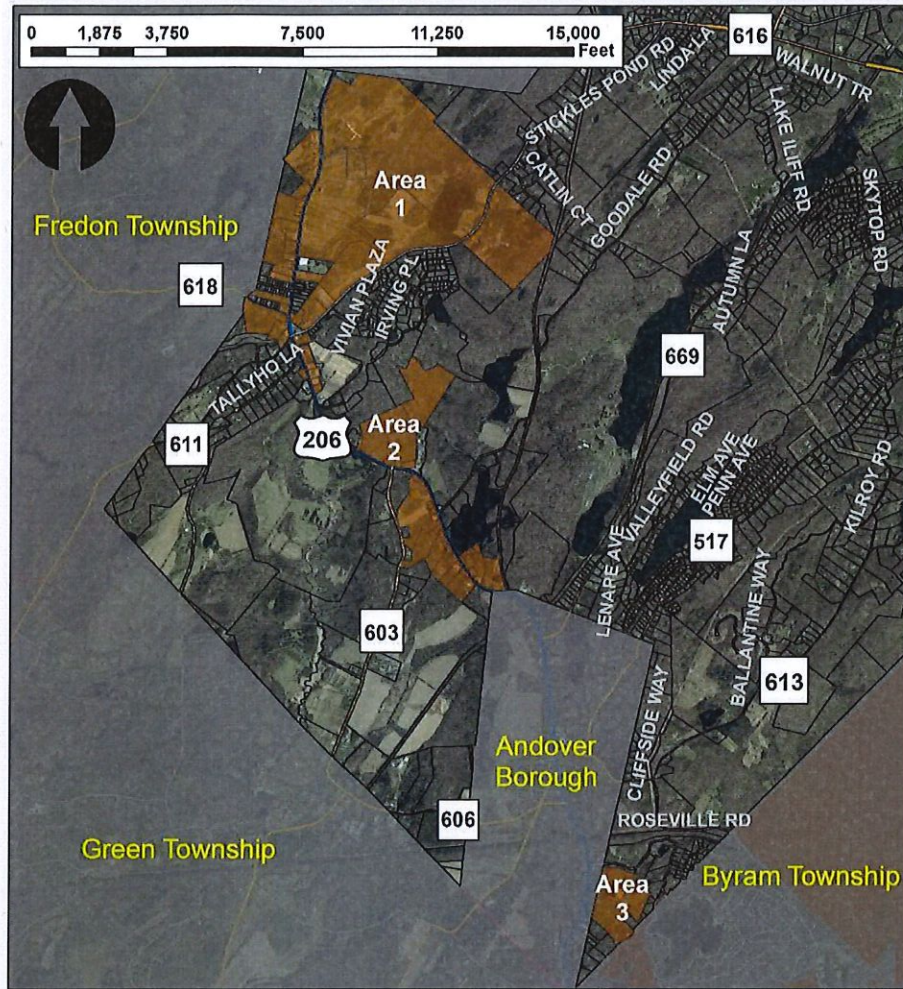 0 1,875 3,750 7,500 11,250 15,000
Feet
616
STICKLES POND RD
LINDA LA
WALNUT TR
LAKE ILIFF RD
SKYTOP RD
CATLIN CT
GOODALE RD
Area
1
Fredon Township
618
VIVIAN PLAZA
IRVING PL
AUTUMN LA
669
TALLYHO LA
611
206
Area
2
VALLEYFIELD RD
ELM AVE
PENN AVE
517
KILROY RD
LENAPE AVE
BALLANTINE WAY
603
613
CLIFFSIDE WAY
Andover
Borough
606
ROSEVILLE RD
Green Township
Area
3
Byram Township